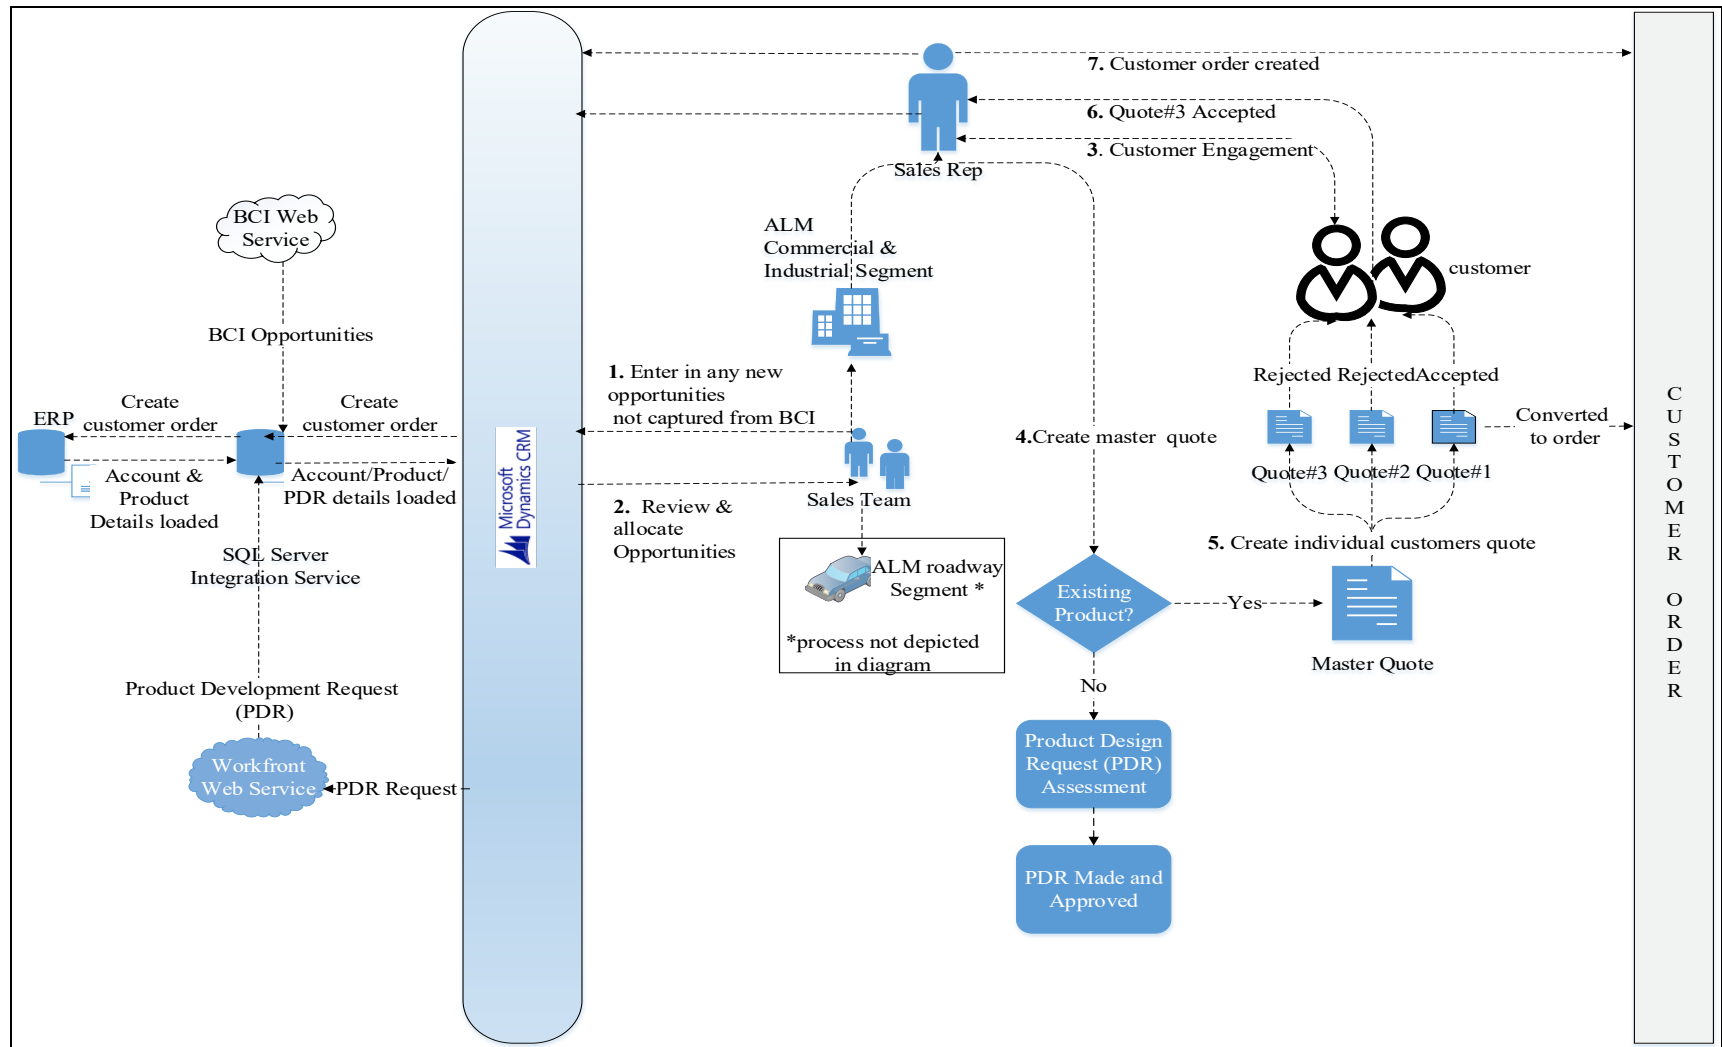 7. Customer order created
6. Quote#3 Accepted
3. Customer Engagement
Sales Rep
BCI Web
Service
ALM
Commercial &
Industrial Segment
customer
BCI Opportunities
1. Enter in any new
opportunities
not captured from BCI
Rejected
Rejected
Accepted
ERP
Create
customer order
Create
customer order
Account &
Product
Details loaded
Account/Product/
PDR details loaded
Microsoft
Dynamics CRM
4.Create master quote
Converted
to order
Quote#3
Quote#2
Quote#1
Sales Team
2. Review &
allocate
Opportunities
5. Create individual customers quote
SQL Server
Integration Service
ALM roadway
Segment *
*process not depicted
in diagram
Existing
Product?
Yes
Master Quote
No
Product Development Request
(PDR)
Workfront
Web Service
PDR Request
Product Design
Request (PDR)
Assessment
PDR Made and
Approved
C
U
S
T
O
M
E
R
O
R
D
E
R